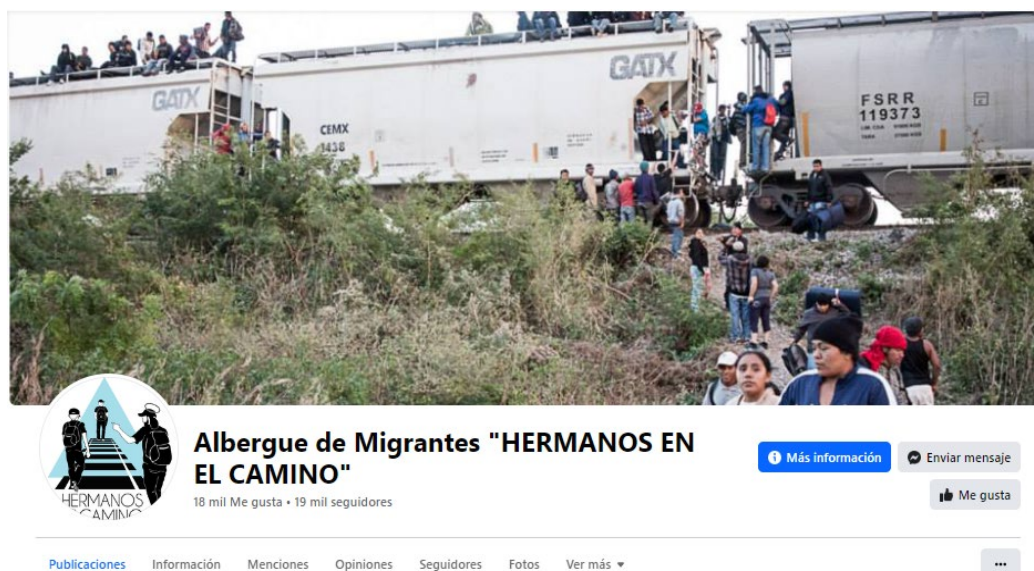 GATX
GATX
CEMX
1438
FSRR
119373
HERMANOS
CAMINO
Albergue de Migrantes "HERMANOS EN
EL CAMINO"
18 mil Me gusta • 19 mil seguidores
Más información
Enviar mensaje
Me gusta
Publicaciones
Información
Menciones
Opiniones
Seguidores
Fotos
Ver más